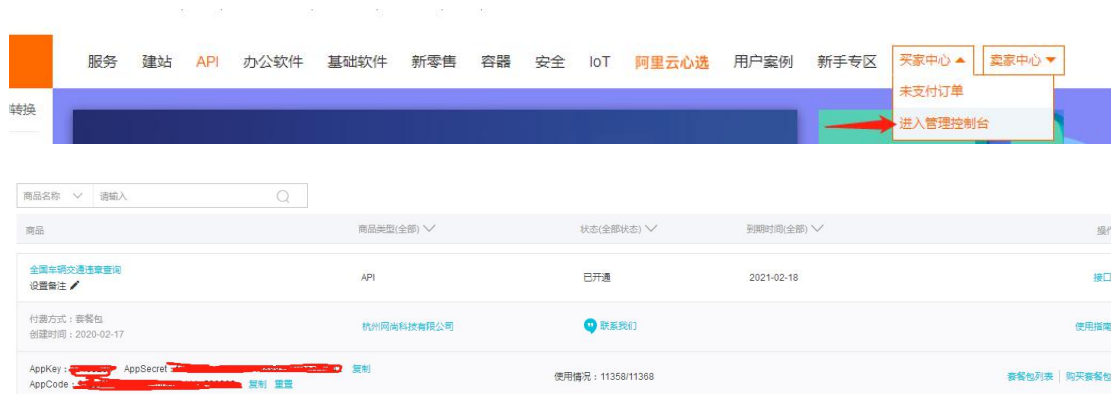 服务 建站 API 办公软件 基础软件 新零售 容器 安全 IoT 阿里云心选 用户案例 新手专区 买家中心 卖家中心
未支付订单
转换
进入管理控制台
商品名称 请输入
商品 商品类型(全部) 状态(全部状态) 到期时间(全部) 操作
全国车辆交通违章查询 API 已开通 2021-02-18 接口
设置备注
付费方式：套餐包 杭州网尚科技有限公司 联系我们 使用指南
创建时间：2020-02-17
AppKey： AppSecret： 复制
AppCode： 复制 重置 使用情况：11358/11368 套餐包列表 购买套餐包